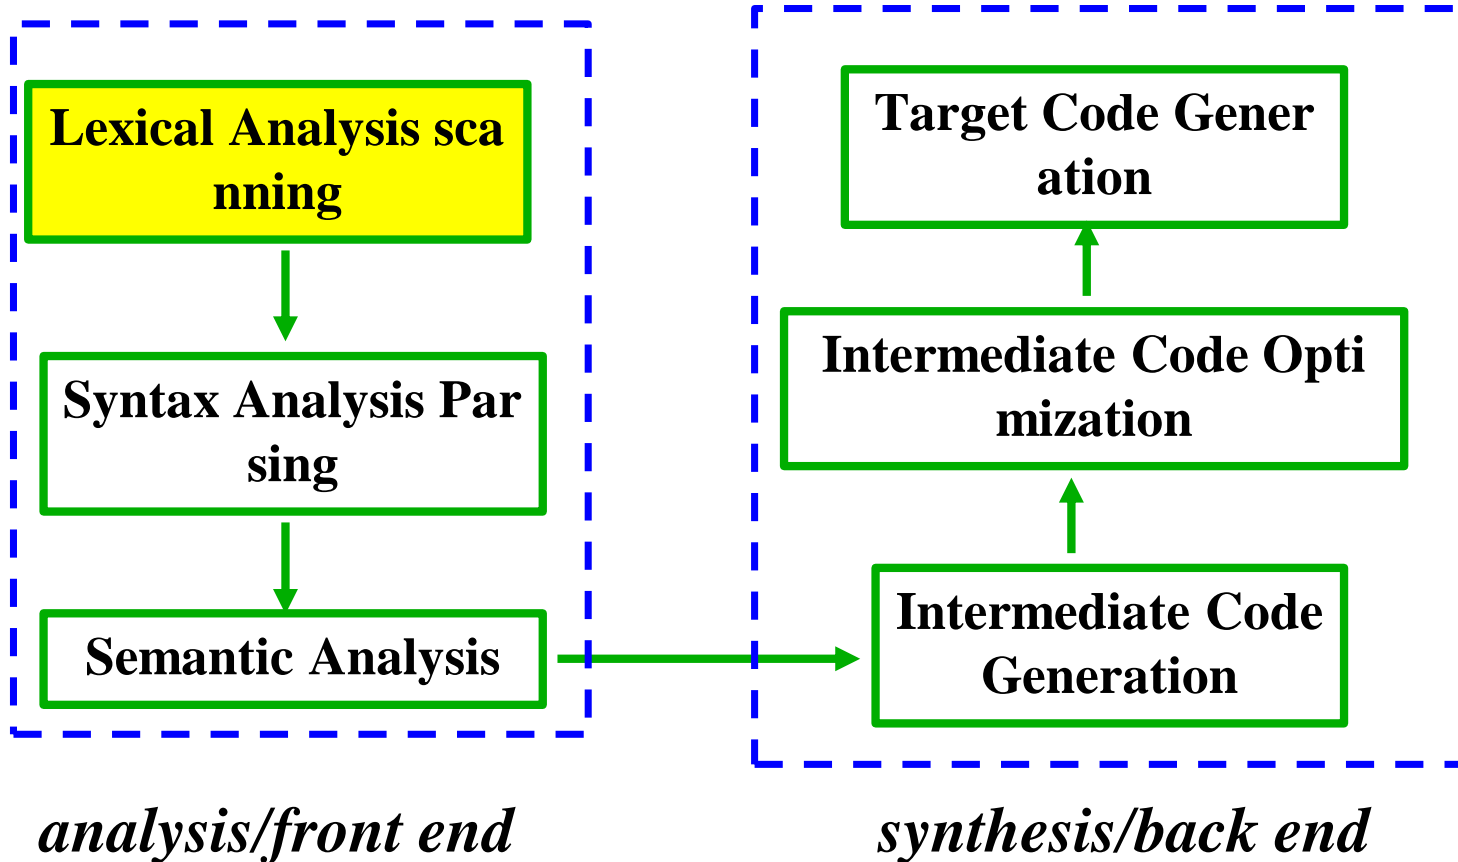 Lexical Analysis sca
nning
Syntax Analysis Par
sing
Semantic Analysis
analysis/front end
Target Code Gener
ation
Intermediate Code Opti
mization
Intermediate Code
Generation
synthesis/back end